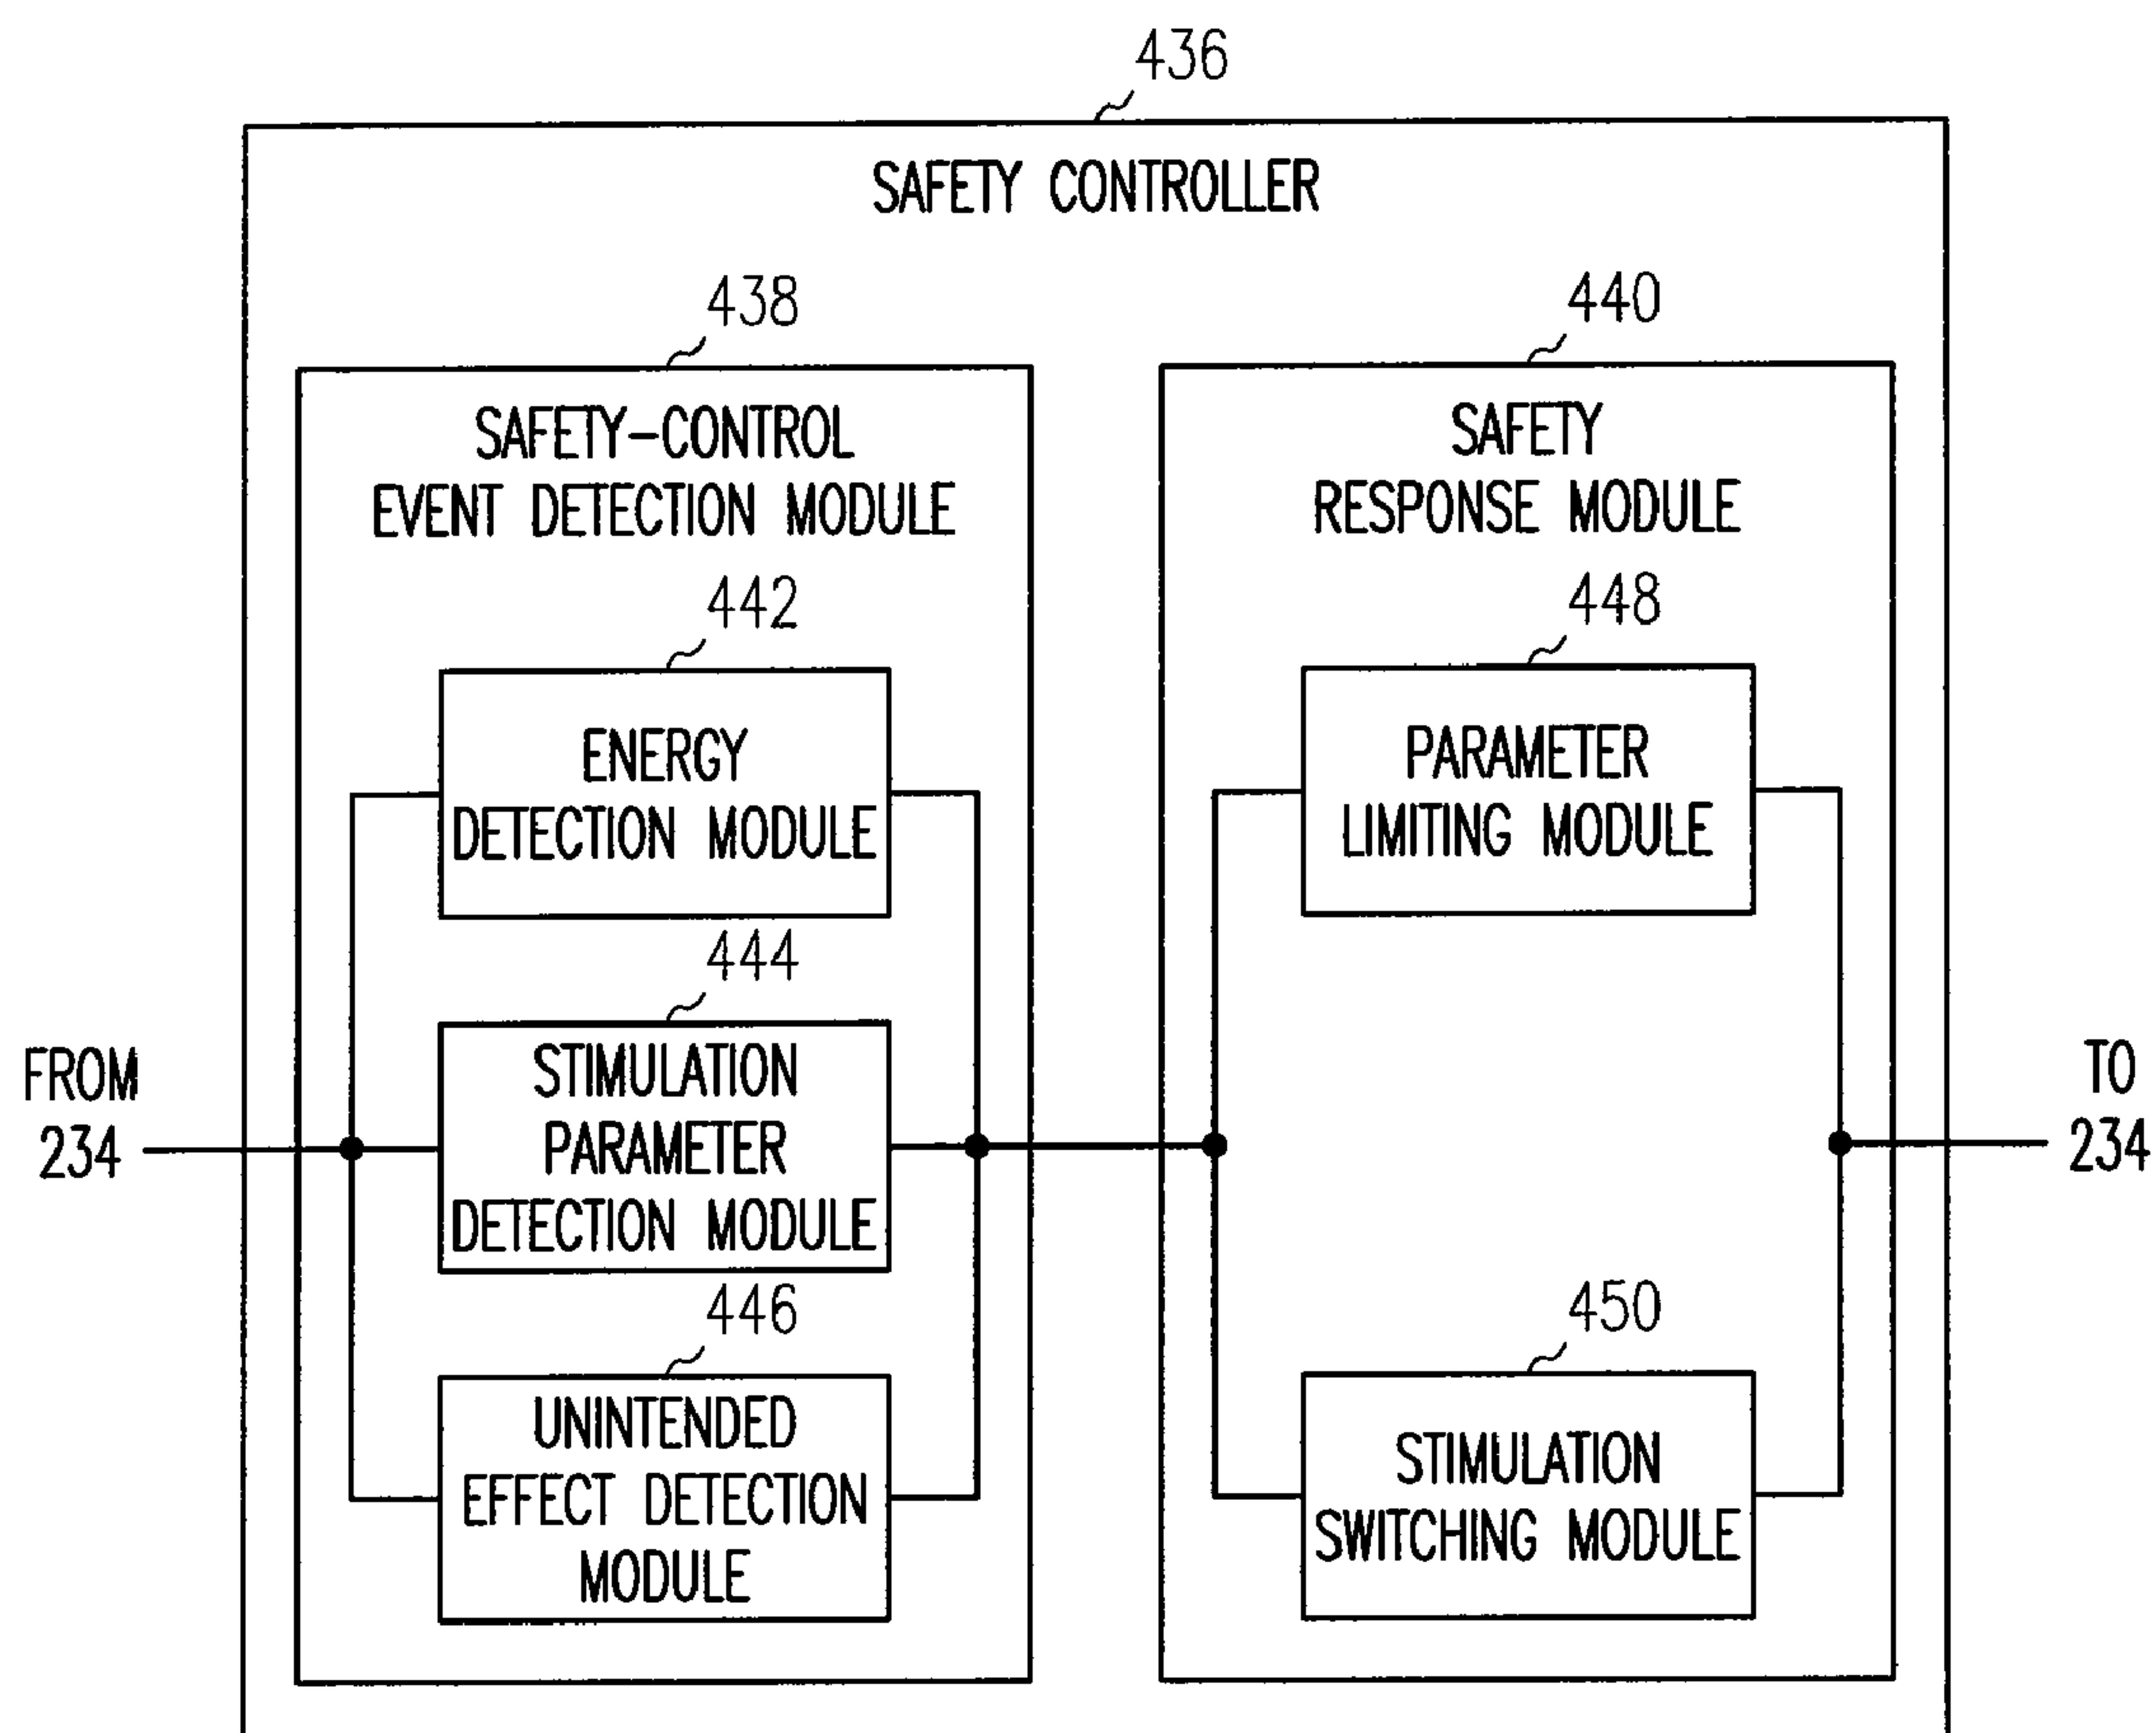 436
SAFETY CONTROLLER
438
SAFETY-CONTROL
EVENT DETECTION MODULE
442
ENERGY
DETECTION MODULE
444
STIMULATION
PARAMETER
DETECTION MODULE
446
UNINTENDED
EFFECT DETECTION
MODULE
440
SAFETY
RESPONSE MODULE
448
PARAMETER
LIMITING MODULE
450
STIMULATION
SWITCHING MODULE
FROM
234
TO
234